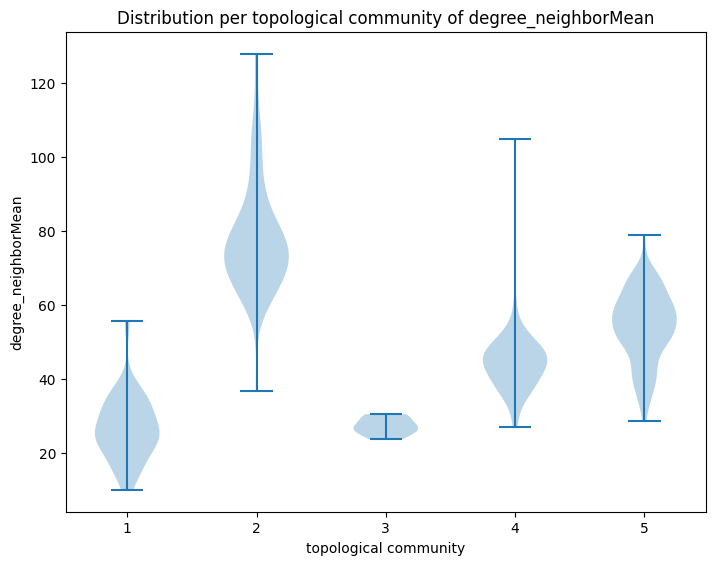 Distribution per topological community of degree_neighborMean
degree_neighborMean
120
100
80
60
40
20
1 2 3 4 5
topological community